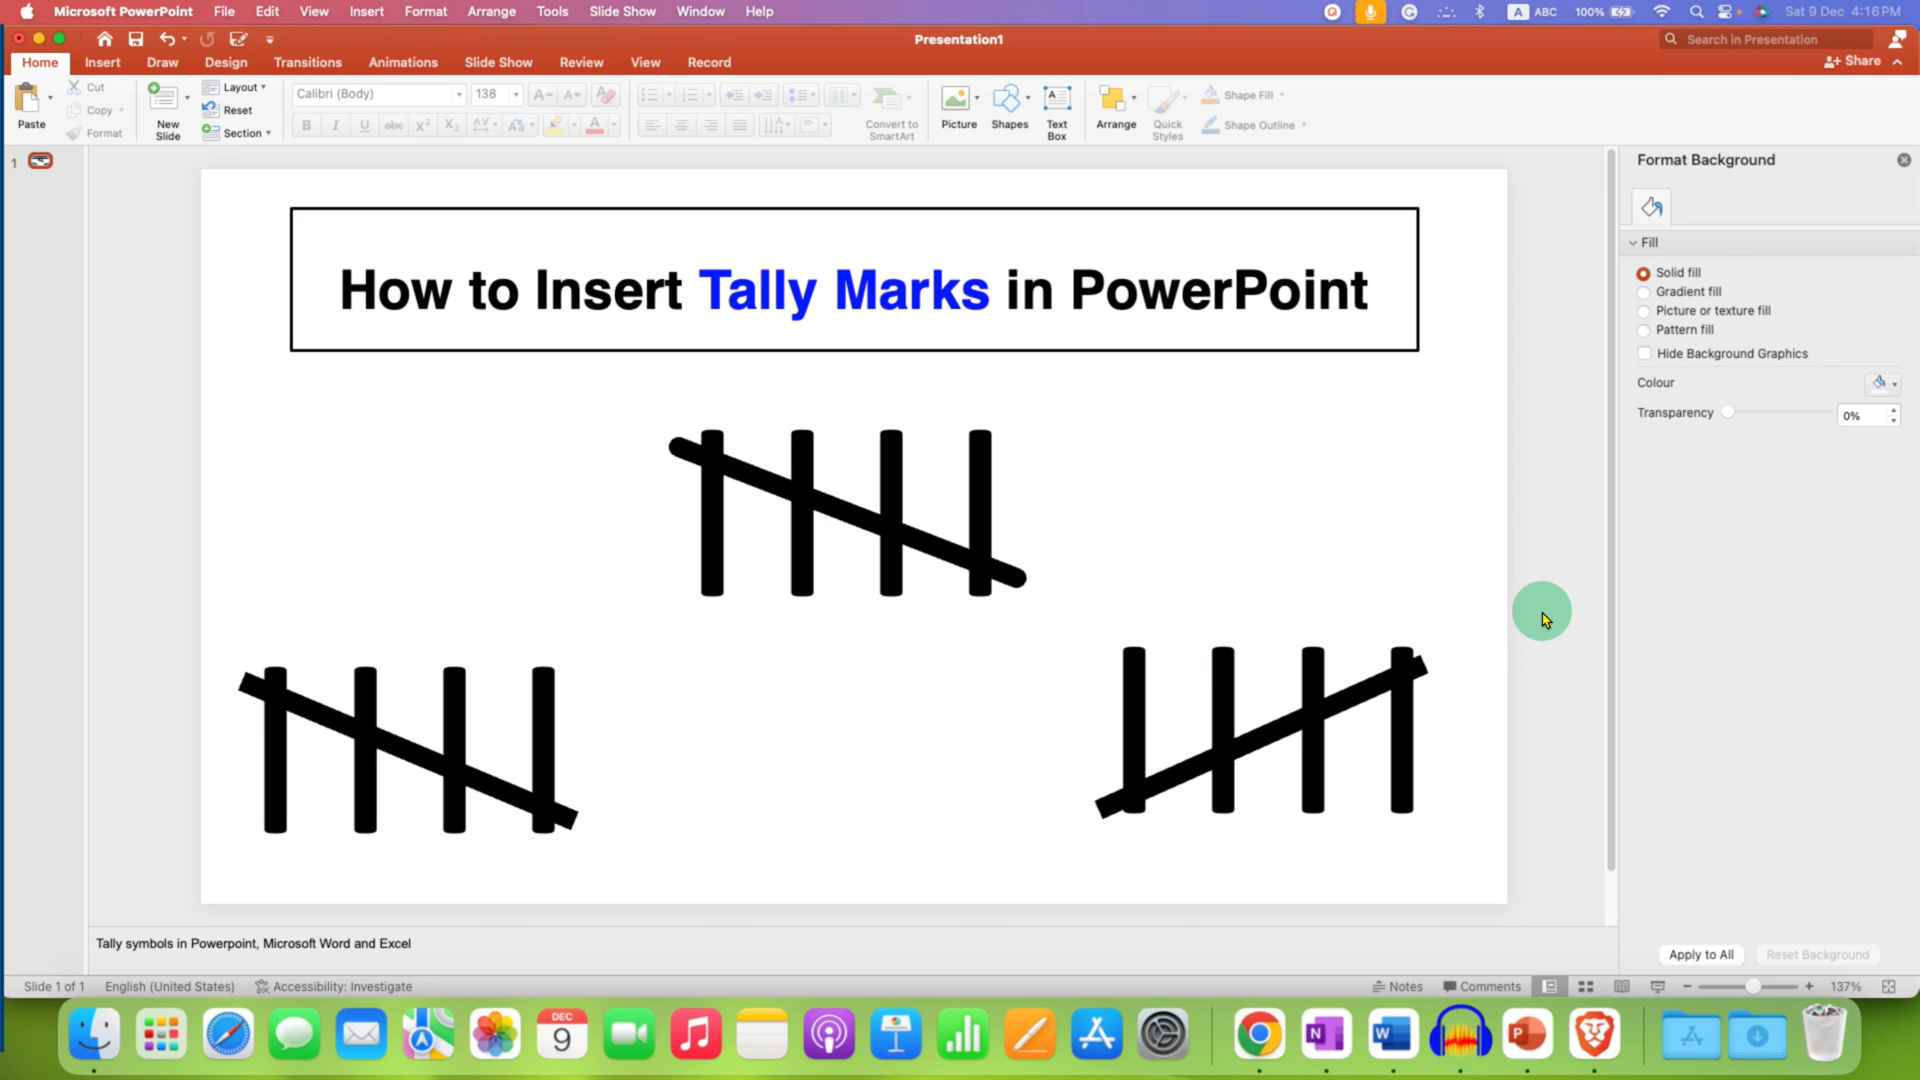 Microsoft PowerPoint File Edit View Insert Format Arrange Tools Slide Show Window Help
A ABC 100% Sat 9 Dec 4:16 PM
Presentation1
Search in Presentation
Home Insert Draw Design Transitions Animations Slide Show Review View Record
Share
Paste
Cut
Copy
Format
New Slide
Layout
Reset
Section
Calibri (Body) 138
B I U abc X² X₂ AV Aa A
Convert to SmartArt
Picture
Shapes
Text Box
Arrange
Quick Styles
Shape Fill
Shape Outline
1
How to Insert Tally Marks in PowerPoint
Format Background
Fill
Solid fill
Gradient fill
Picture or texture fill
Pattern fill
Hide Background Graphics
Colour
Transparency 0%
Apply to All Reset Background
Tally symbols in Powerpoint, Microsoft Word and Excel
Slide 1 of 1 English (United States) Accessibility: Investigate
Notes Comments 137%
DEC
9
N
W
P